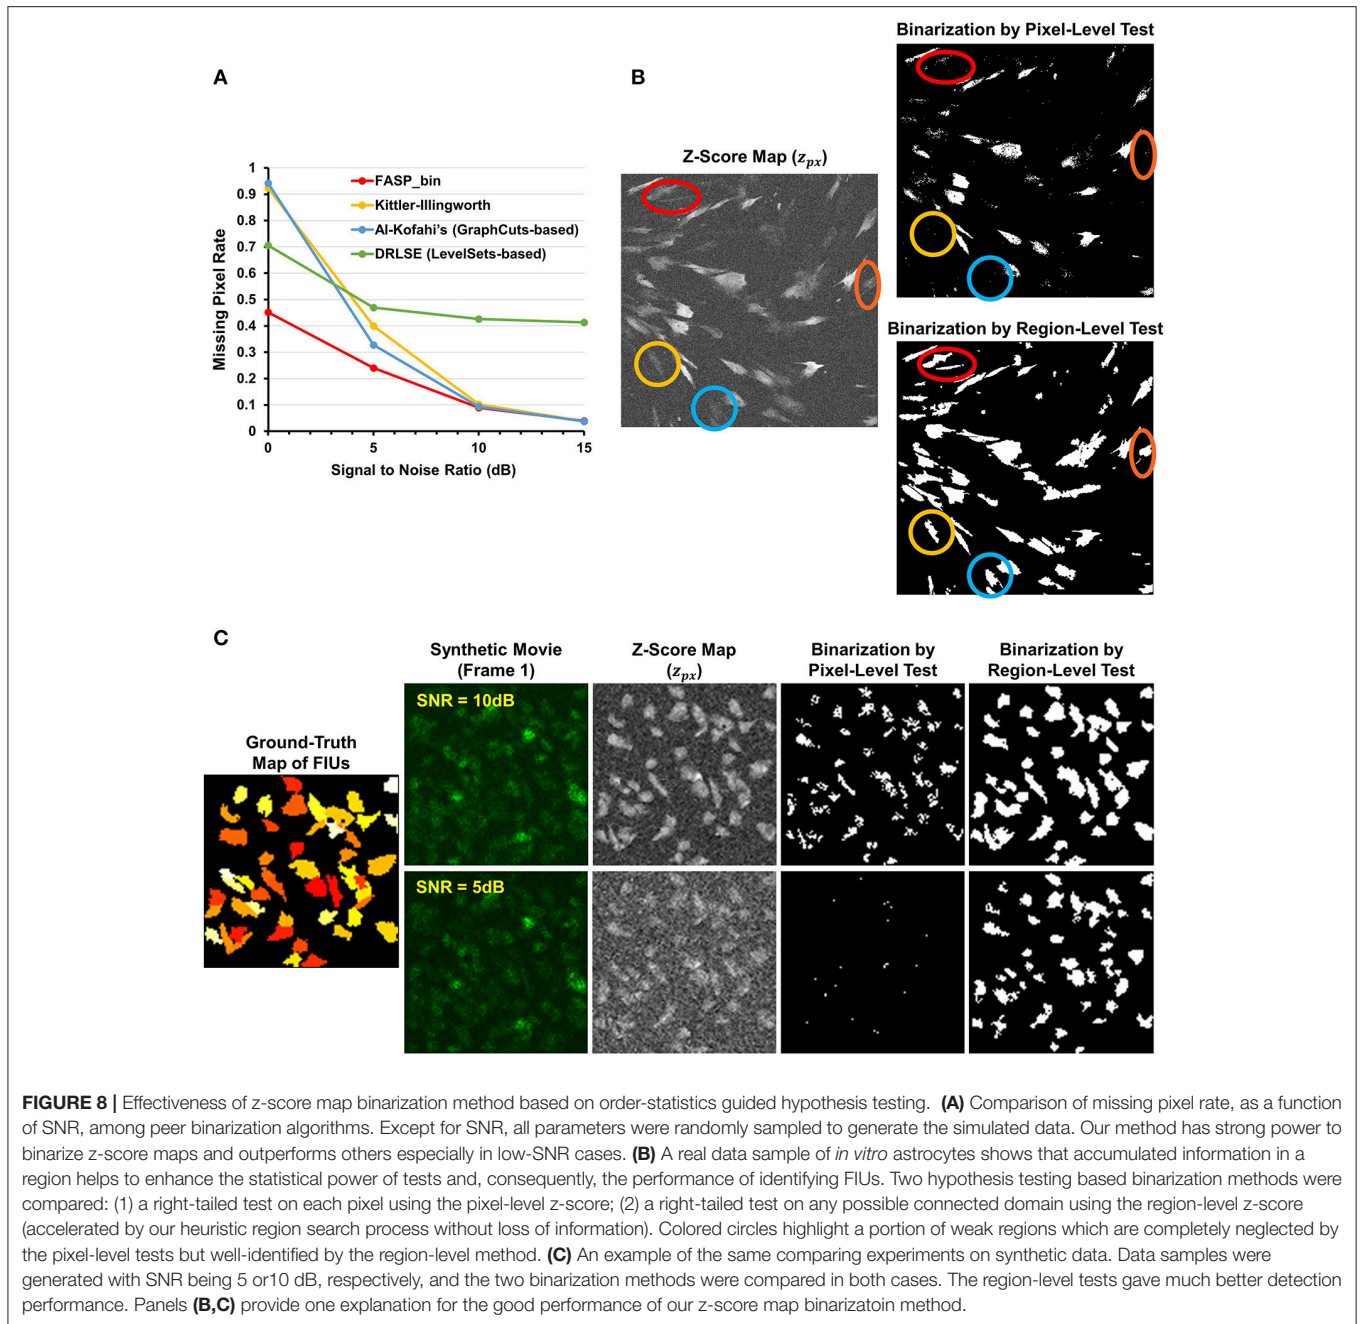 A
1
0.9
0.8
0.7
0.6
0.5
0.4
0.3
0.2
0.1
0
Missing Pixel Rate
FASP_bin
Kittler-Illingworth
Al-Kofahi's (GraphCuts-based)
DRLSE (LevelSets-based)
0 5 10 15
Signal to Noise Ratio (dB)
B
Z-Score Map (zpx)
Binarization by Pixel-Level Test
Binarization by Region-Level Test
C
Ground-Truth
Map of FIUs
Synthetic Movie
(Frame 1)
Z-Score Map
(zpx)
Binarization by
Pixel-Level Test
Binarization by
Region-Level Test
SNR = 10dB
SNR = 5dB
FIGURE 8 | Effectiveness of z-score map binarization method based on order-statistics guided hypothesis testing. (A) Comparison of missing pixel rate, as a function
of SNR, among peer binarization algorithms. Except for SNR, all parameters were randomly sampled to generate the simulated data. Our method has strong power to
binarize z-score maps and outperforms others especially in low-SNR cases. (B) A real data sample of in vitro astrocytes shows that accumulated information in a
region helps to enhance the statistical power of tests and, consequently, the performance of identifying FIUs. Two hypothesis testing based binarization methods were
compared: (1) a right-tailed test on each pixel using the pixel-level z-score; (2) a right-tailed test on any possible connected domain using the region-level z-score
(accelerated by our heuristic region search process without loss of information). Colored circles highlight a portion of weak regions which are completely neglected by
the pixel-level tests but well-identified by the region-level method. (C) An example of the same comparing experiments on synthetic data. Data samples were
generated with SNR being 5 or10 dB, respectively, and the two binarization methods were compared in both cases. The region-level tests gave much better detection
performance. Panels (B,C) provide one explanation for the good performance of our z-score map binarizatoin method.